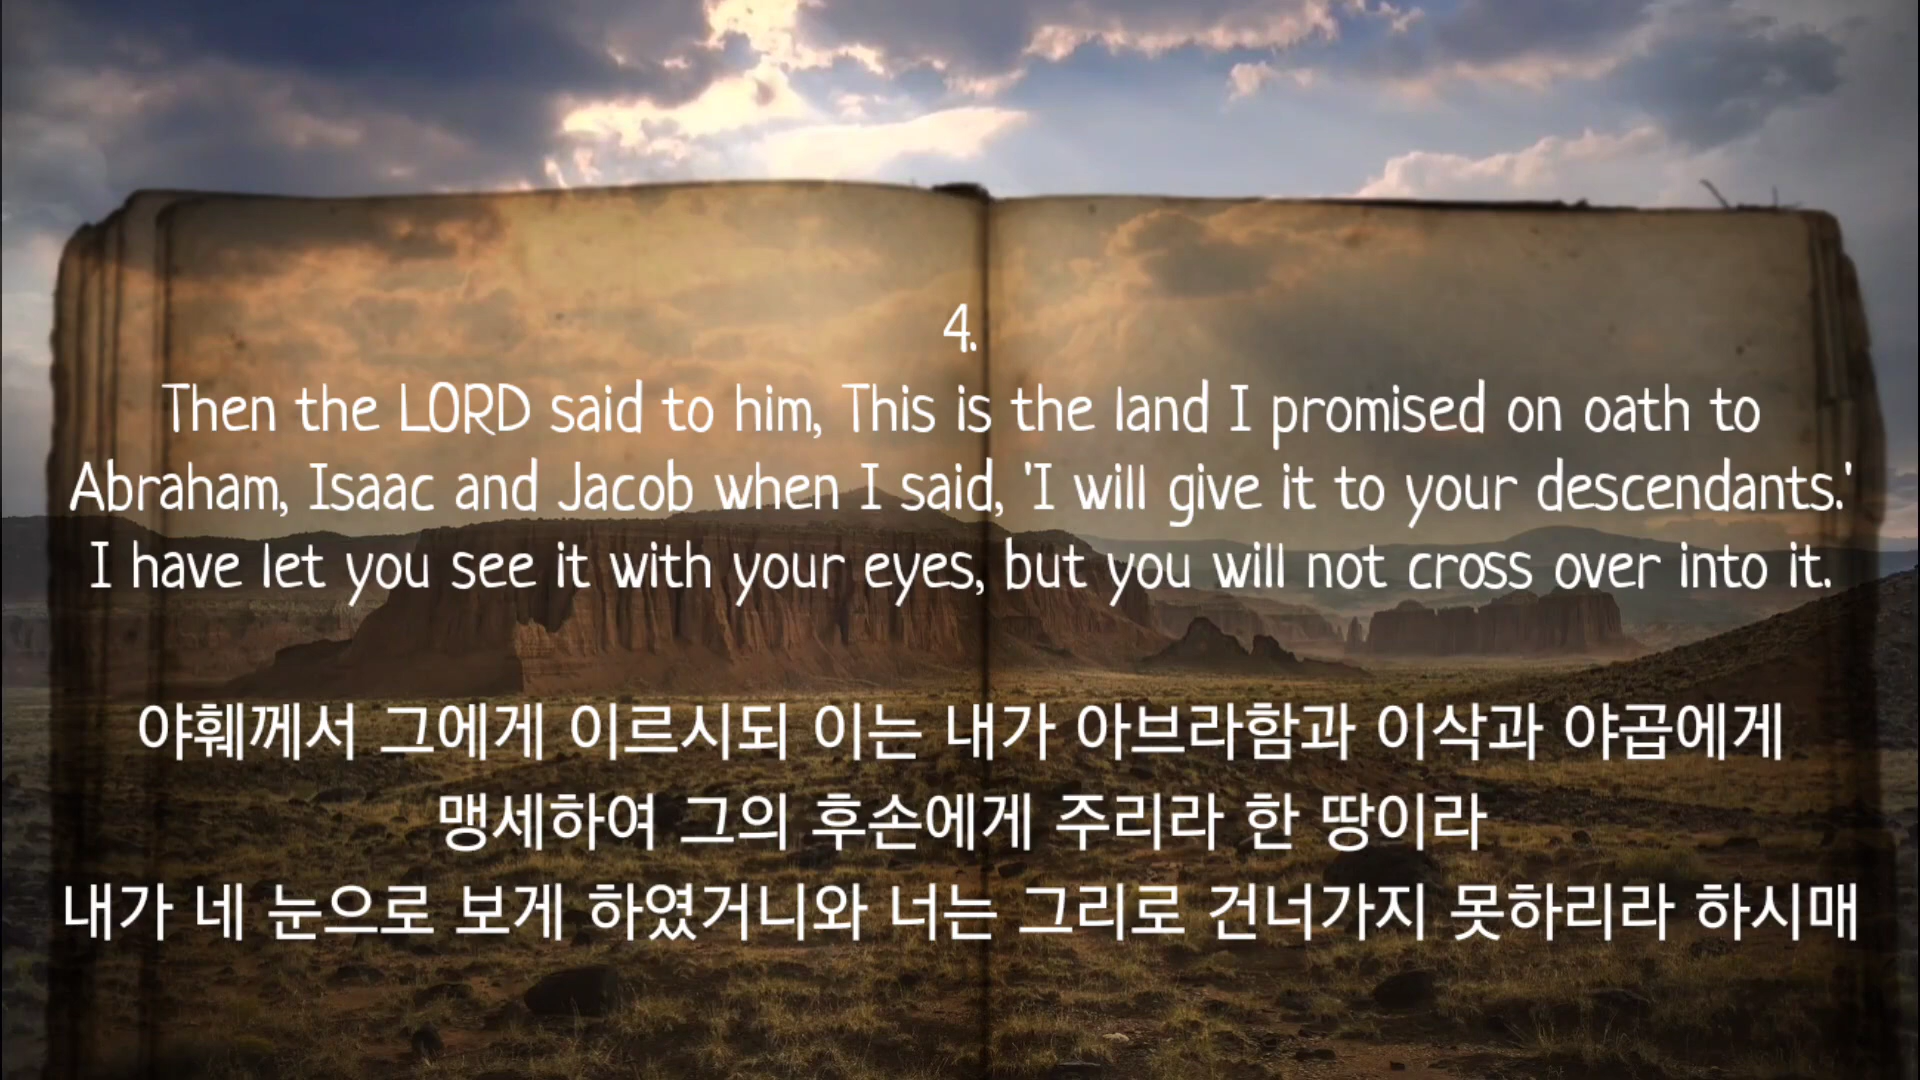 4.
Then the LORD said to him, This is the land I promised on oath to
Abraham, Isaac and Jacob when I said, 'I will give it to your descendants.'
I have let you see it with your eyes, but you will not cross over into it.
야훼께서 그에게 이르시되 이는 내가 아브라함과 이삭과 야곱에게
맹세하여 그의 후손에게 주리라 한 땅이라
내가 네 눈으로 보게 하였거니와 너는 그리로 건너가지 못하리라 하시매